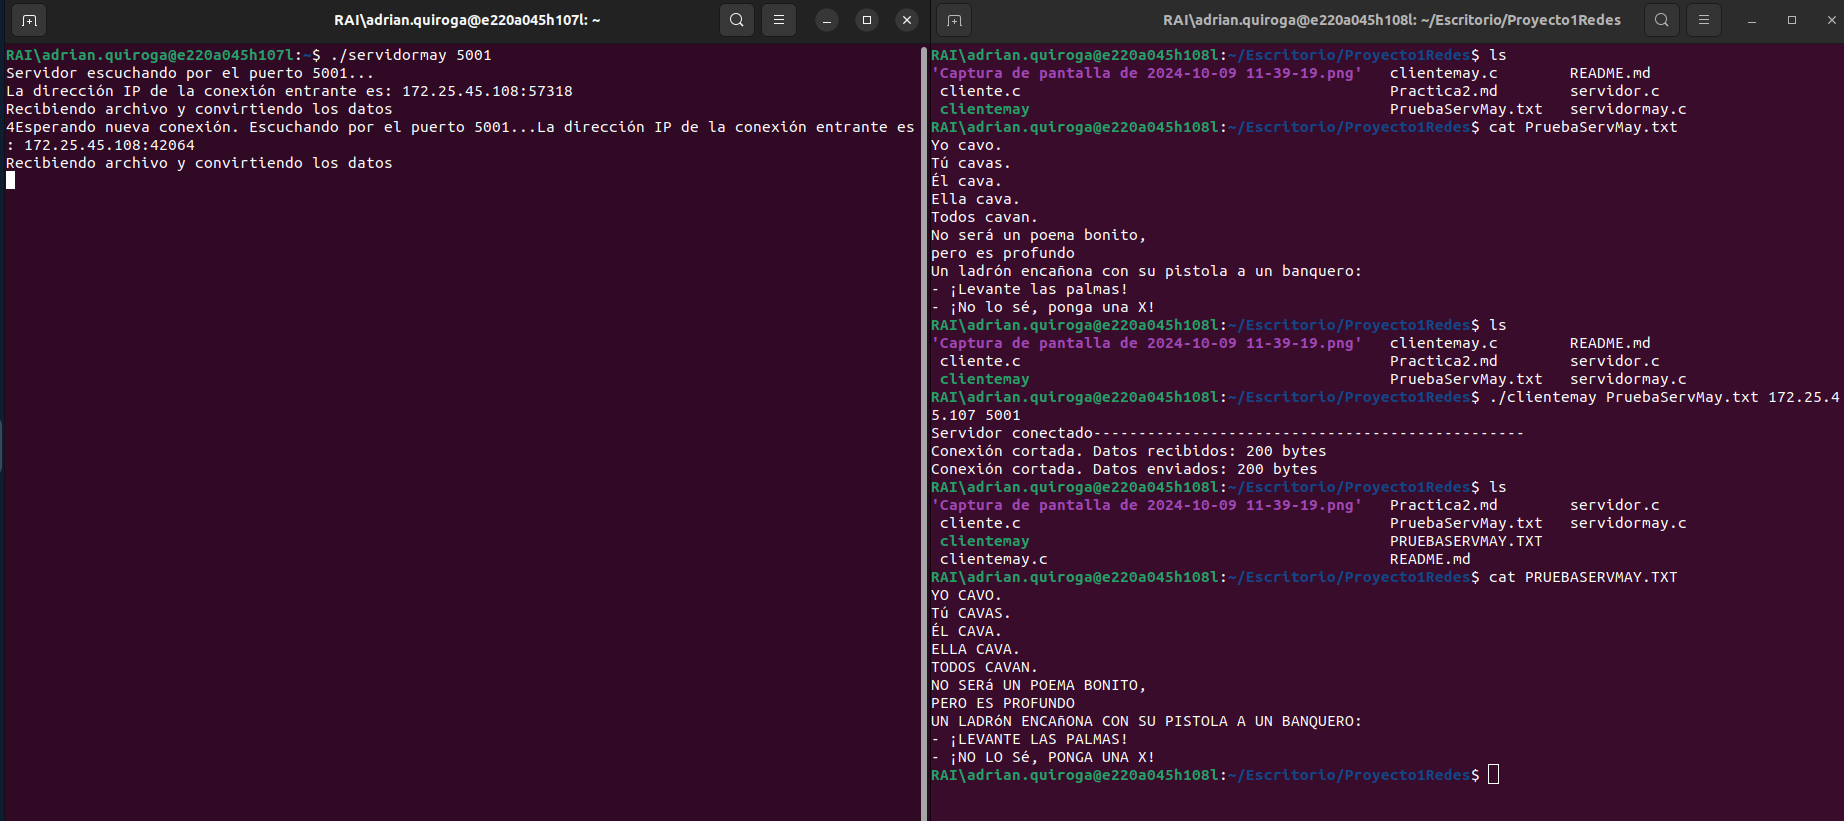 RAI\adrian.quiroga@e220a045h107l: ~
RAI\adrian.quiroga@e220a045h107l:~$ ./servidormay 5001
Servidor escuchando por el puerto 5001...
La dirección IP de la conexión entrante es: 172.25.45.108:57318
Recibiendo archivo y convirtiendo los datos
4Esperando nueva conexión. Escuchando por el puerto 5001...La dirección IP de la conexión entrante es
: 172.25.45.108:42064
Recibiendo archivo y convirtiendo los datos
RAI\adrian.quiroga@e220a045h108l: ~/Escritorio/Proyecto1Redes
RAI\adrian.quiroga@e220a045h108l:~/Escritorio/Proyecto1Redes$ ls
'Captura de pantalla de 2024-10-09 11-39-19.png'   clientemay.c        README.md
 cliente.c                                         Practica2.md        servidor.c
 clientemay                                        PruebaServMay.txt   servidormay.c
RAI\adrian.quiroga@e220a045h108l:~/Escritorio/Proyecto1Redes$ cat PruebaServMay.txt
Yo cavo.
Tú cavas.
Él cava.
Ella cava.
Todos cavan.
No será un poema bonito,
pero es profundo
Un ladrón encañona con su pistola a un banquero:
- ¡Levante las palmas!
- ¡No lo sé, ponga una X!
RAI\adrian.quiroga@e220a045h108l:~/Escritorio/Proyecto1Redes$ ls
'Captura de pantalla de 2024-10-09 11-39-19.png'   clientemay.c        README.md
 cliente.c                                         Practica2.md        servidor.c
 clientemay                                        PruebaServMay.txt   servidormay.c
RAI\adrian.quiroga@e220a045h108l:~/Escritorio/Proyecto1Redes$ ./clientemay PruebaServMay.txt 172.25.4
5.107 5001
Servidor conectado------------------------------------------------
Conexión cortada. Datos recibidos: 200 bytes
Conexión cortada. Datos enviados: 200 bytes
RAI\adrian.quiroga@e220a045h108l:~/Escritorio/Proyecto1Redes$ ls
'Captura de pantalla de 2024-10-09 11-39-19.png'   Practica2.md        servidor.c
 cliente.c                                         PruebaServMay.txt   servidormay.c
 clientemay                                        PRUEBASERVMAY.TXT
 clientemay.c                                      README.md
RAI\adrian.quiroga@e220a045h108l:~/Escritorio/Proyecto1Redes$ cat PRUEBASERVMAY.TXT
YO CAVO.
Tú CAVAS.
ÉL CAVA.
ELLA CAVA.
TODOS CAVAN.
NO SERá UN POEMA BONITO,
PERO ES PROFUNDO
UN LADRóN ENCAñONA CON SU PISTOLA A UN BANQUERO:
- ¡LEVANTE LAS PALMAS!
- ¡NO LO Sé, PONGA UNA X!
RAI\adrian.quiroga@e220a045h108l:~/Escritorio/Proyecto1Redes$